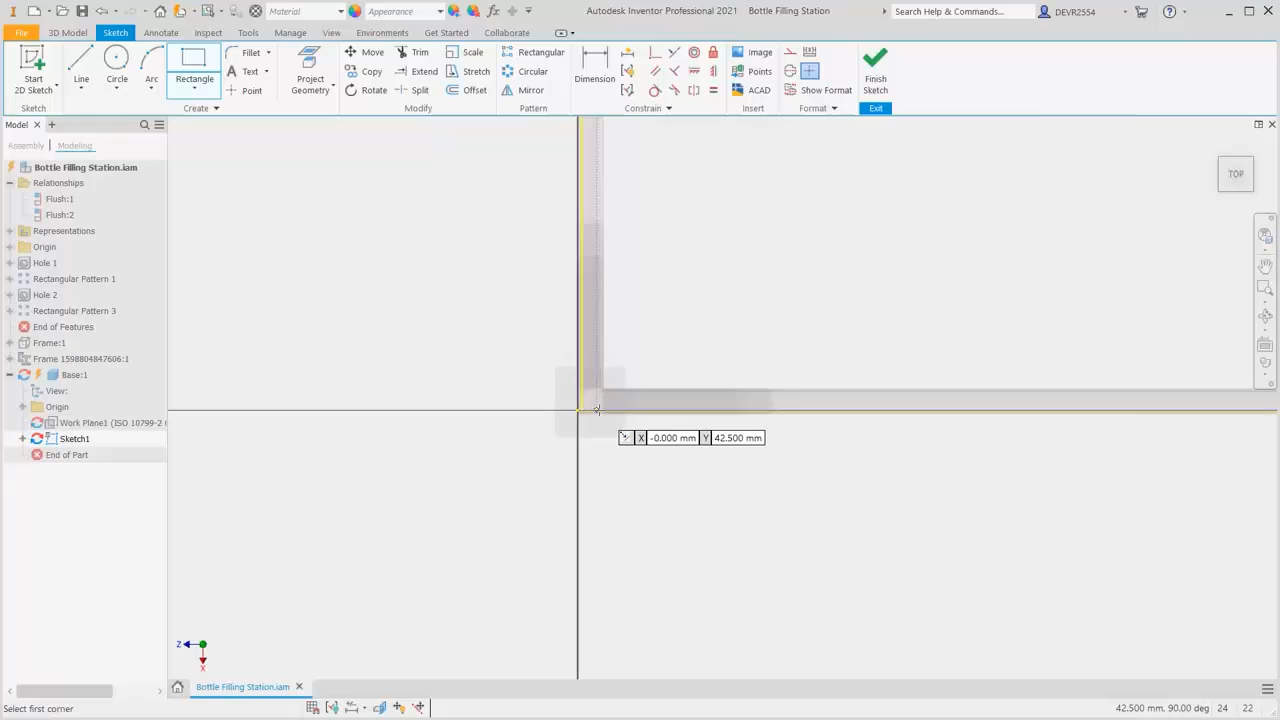 Material
Appearance
Autodesk Inventor Professional 2021 Bottle Filling Station
Search Help & Commands...
DEVR2554
File 3D Model Sketch Annotate Inspect Tools Manage View Environments Get Started Collaborate
Start 2D Sketch
Line
Circle
Arc
Rectangle
Fillet
Text
Point
Project Geometry
Move
Copy
Rotate
Trim
Extend
Split
Scale
Stretch
Offset
Rectangular
Circular
Mirror
Dimension
Image
Points
ACAD
Show Format
Finish Sketch
Sketch Create Modify Pattern Constrain Insert Format Exit
Model
Assembly Modeling
Bottle Filling Station.iam
Relationships
Flush:1
Flush:2
Representations
Origin
Hole 1
Rectangular Pattern 1
Hole 2
Rectangular Pattern 3
End of Features
Frame:1
Frame 1598804847606:1
Base:1
View:
Origin
Work Plane1 (ISO 10799-2
Sketch1
End of Part
TOP
X -0.000 mm Y 42.500 mm
Z
X
Bottle Filling Station.iam
Select first corner
42.500 mm, 90.00 deg 24 22